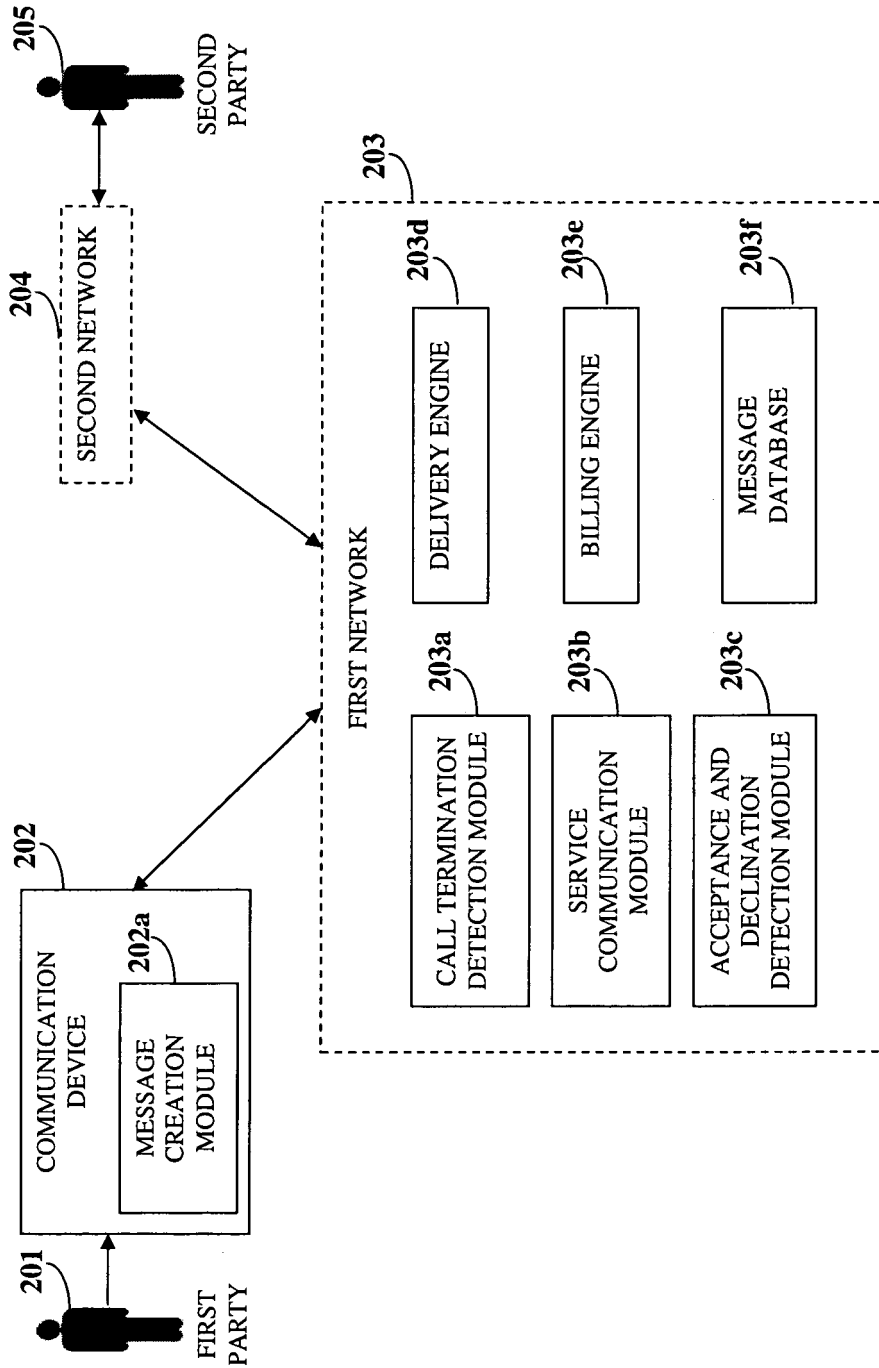 201
FIRST
PARTY
202
COMMUNICATION
DEVICE
202a
MESSAGE
CREATION
MODULE
204
SECOND NETWORK
205
SECOND
PARTY
203
FIRST NETWORK
203a
CALL TERMINATION
DETECTION MODULE
203d
DELIVERY ENGINE
203b
SERVICE
COMMUNICATION
MODULE
203e
BILLING ENGINE
203c
ACCEPTANCE AND
DECLINATION
DETECTION MODULE
203f
MESSAGE
DATABASE